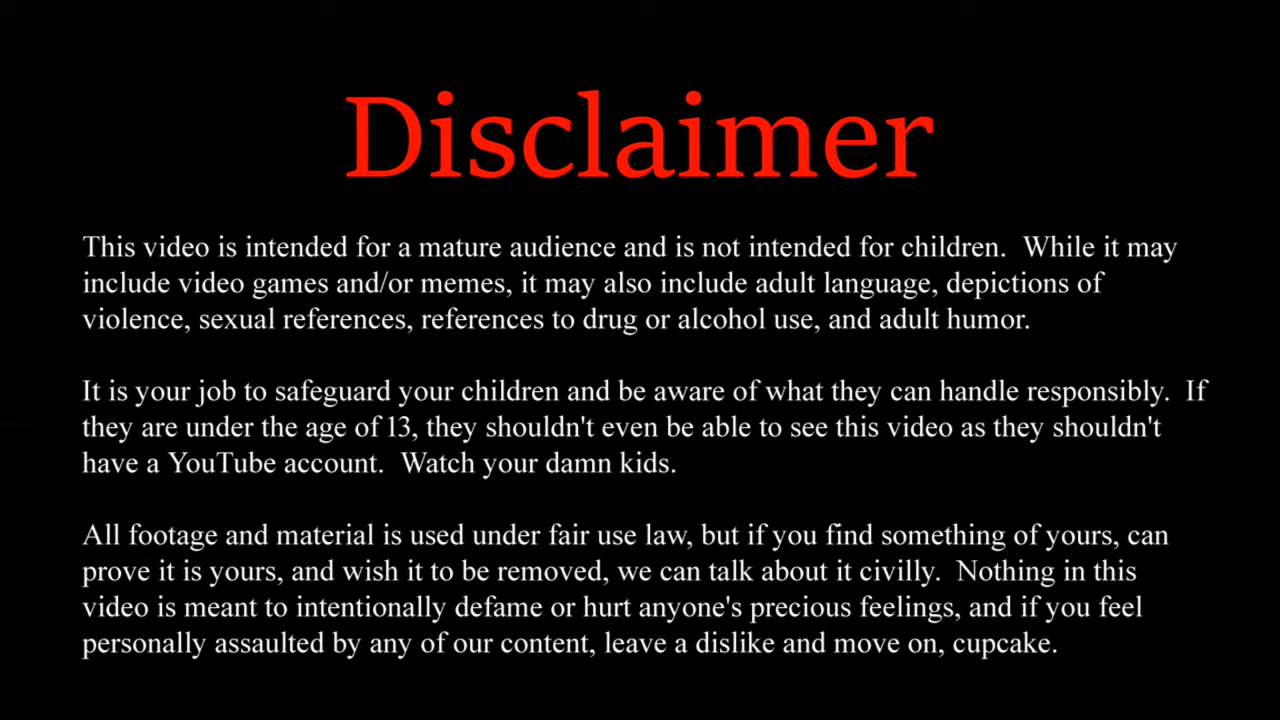 Disclaimer
This video is intended for a mature audience and is not intended for children.  While it may
include video games and/or memes, it may also include adult language, depictions of
violence, sexual references, references to drug or alcohol use, and adult humor.
It is your job to safeguard your children and be aware of what they can handle responsibly.  If
they are under the age of 13, they shouldn't even be able to see this video as they shouldn't
have a YouTube account.  Watch your damn kids.
All footage and material is used under fair use law, but if you find something of yours, can
prove it is yours, and wish it to be removed, we can talk about it civilly.  Nothing in this
video is meant to intentionally defame or hurt anyone's precious feelings, and if you feel
personally assaulted by any of our content, leave a dislike and move on, cupcake.